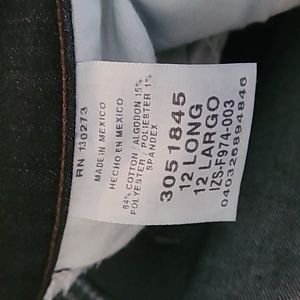 RN 130273
MADE IN MEXICO
HECHO EN MEXICO
84% COTTON / ALGODON 15%
POLYESTER POLIESTER 1%
SPANDEX
3051845
12 LONG
12 LARGO
IZS-F974-003
040328894846